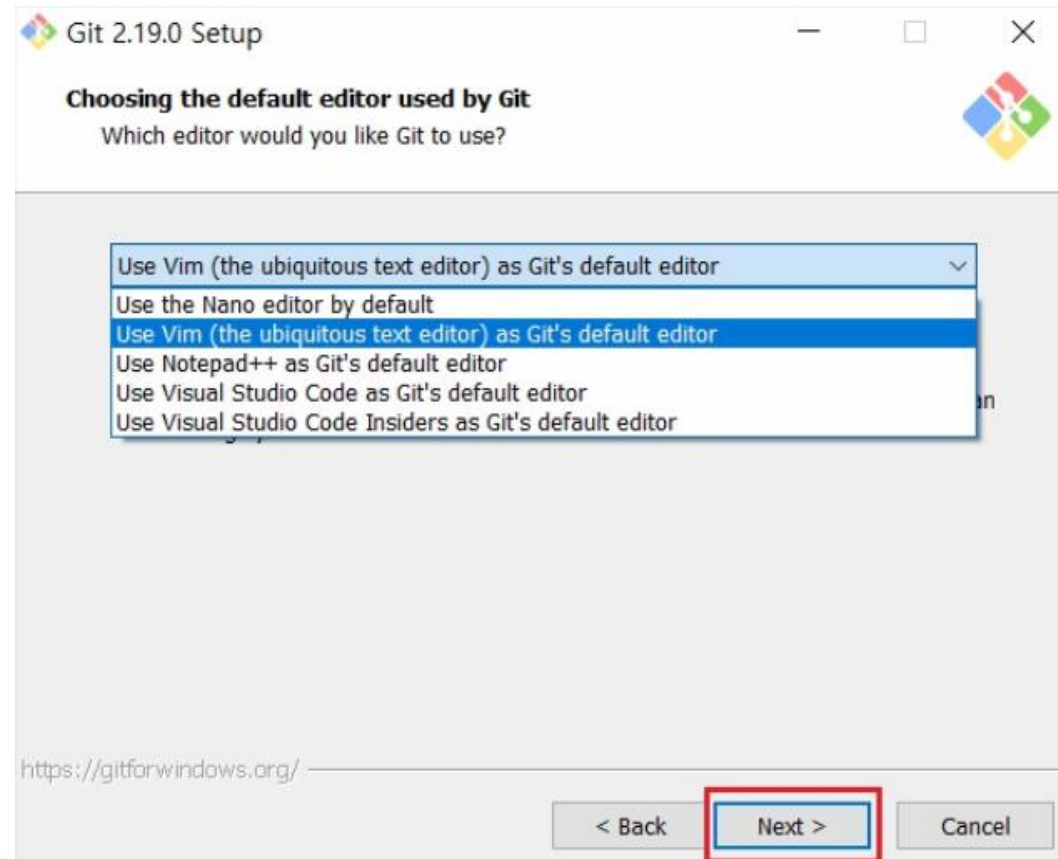 Git 2.19.0 Setup
Choosing the default editor used by Git
Which editor would you like Git to use?
Use Vim (the ubiquitous text editor) as Git's default editor
Use the Nano editor by default
Use Vim (the ubiquitous text editor) as Git's default editor
Use Notepad++ as Git's default editor
Use Visual Studio Code as Git's default editor
Use Visual Studio Code Insiders as Git's default editor
https://gitforwindows.org/
< Back Next > Cancel